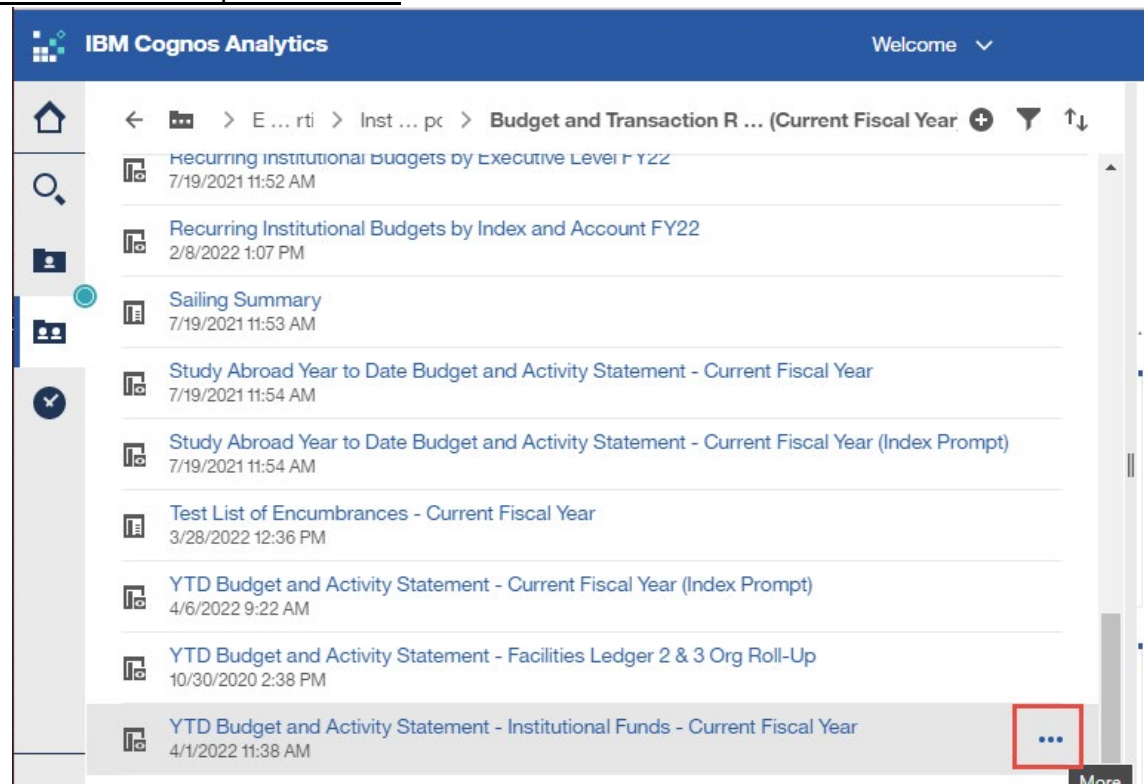 IBM Cognos Analytics Welcome
E ... rti > Inst ... pc > Budget and Transaction R ... (Current Fiscal Year
Recurring Institutional Budgets by Executive Level FY22
7/19/2021 11:52 AM
Recurring Institutional Budgets by Index and Account FY22
2/8/2022 1:07 PM
Sailing Summary
7/19/2021 11:53 AM
Study Abroad Year to Date Budget and Activity Statement - Current Fiscal Year
7/19/2021 11:54 AM
Study Abroad Year to Date Budget and Activity Statement - Current Fiscal Year (Index Prompt)
7/19/2021 11:54 AM
Test List of Encumbrances - Current Fiscal Year
3/28/2022 12:36 PM
YTD Budget and Activity Statement - Current Fiscal Year (Index Prompt)
4/6/2022 9:22 AM
YTD Budget and Activity Statement - Facilities Ledger 2 & 3 Org Roll-Up
10/30/2020 2:38 PM
YTD Budget and Activity Statement - Institutional Funds - Current Fiscal Year
4/1/2022 11:38 AM
More